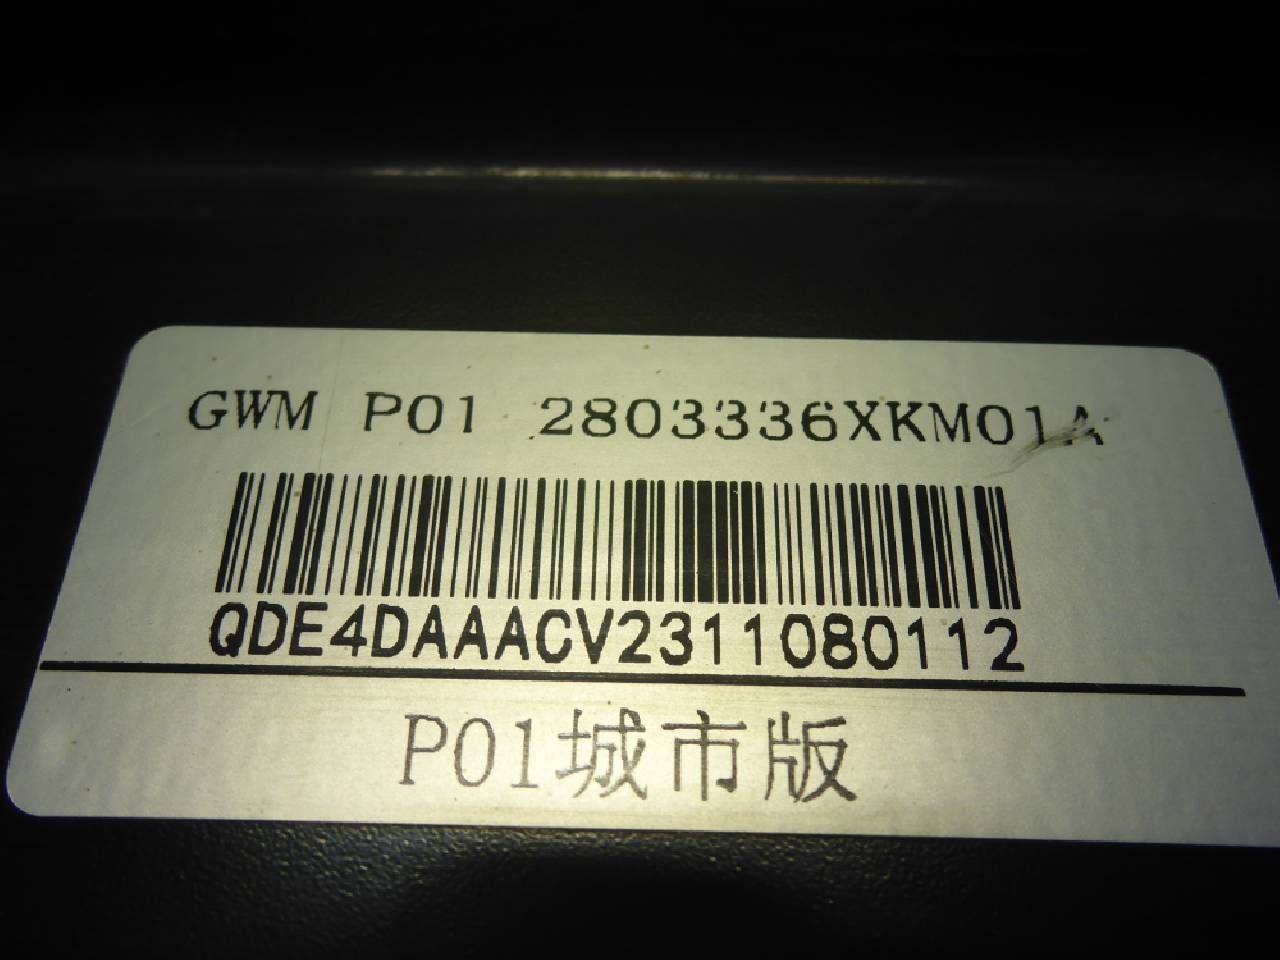 GWM P01 2803336XKM01A
QDE4DAAACV2311080112
P01城市版